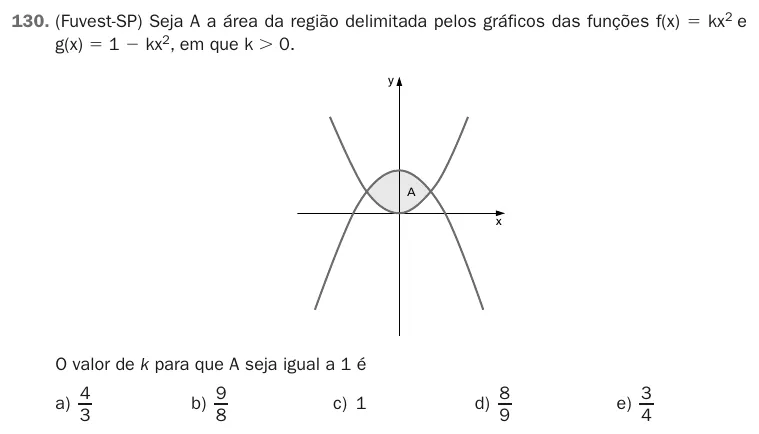 130. (Fuvest-SP) Seja A a área da região delimitada pelos gráficos das funções f(x) = kx² e
g(x) = 1 − kx², em que k > 0.
y
A
x
O valor de k para que A seja igual a 1 é
a) 4/3 b) 9/8 c) 1 d) 8/9 e) 3/4